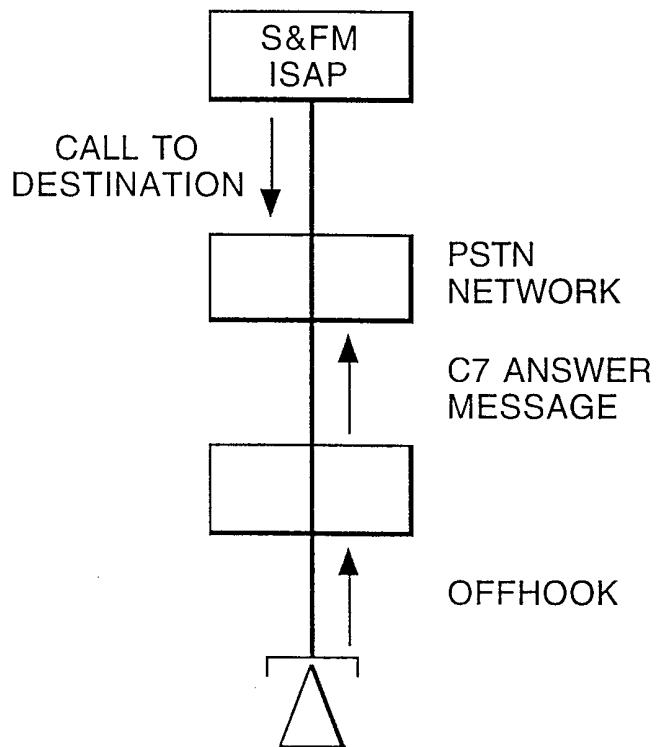 S&FM
ISAP
CALL TO
DESTINATION
PSTN
NETWORK
C7 ANSWER
MESSAGE
OFFHOOK